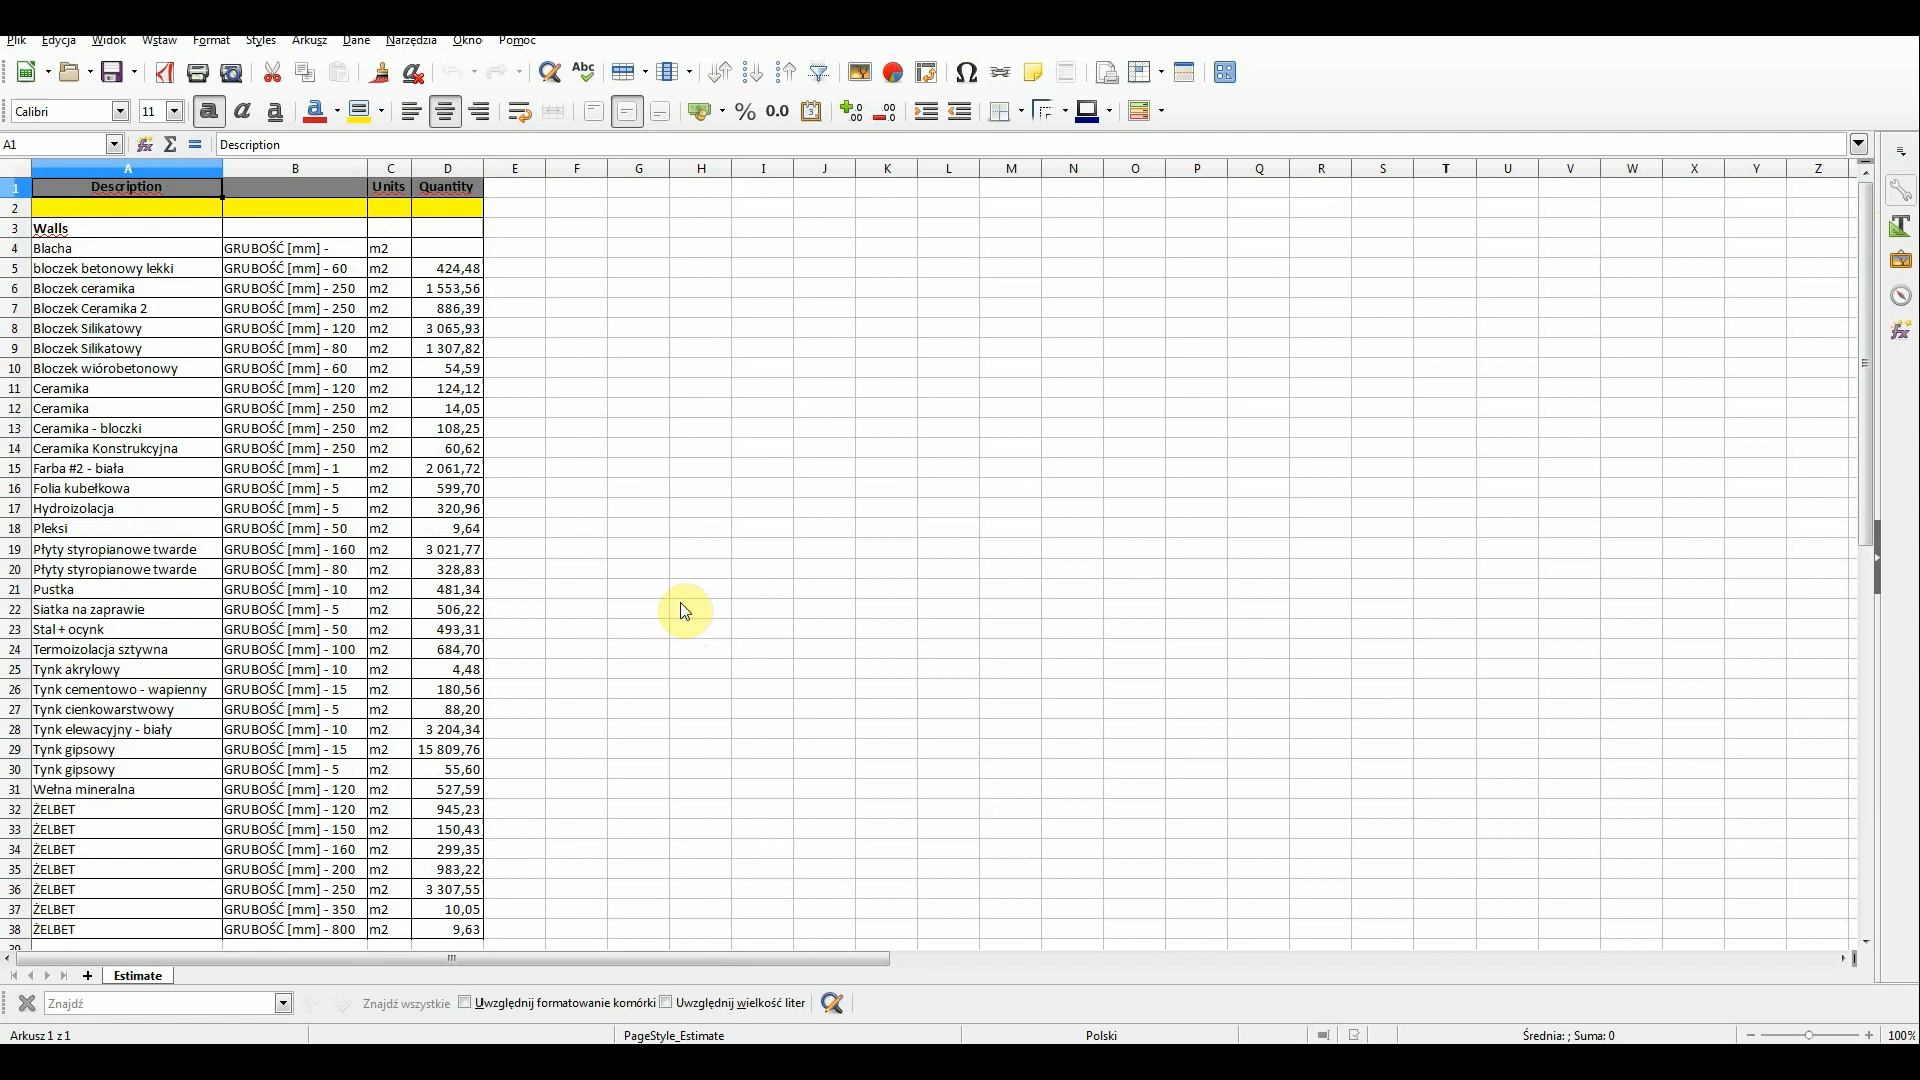 Plik Edycja Widok Wstaw Format Style Arkusz Dane Narzędzia Okno Pomoc
Abc
Calibri 11 a a a a % 0.0
A1 Description
A B C D E F G H I J K L M N O P Q R S T U V W X Y Z
1 Description Units Quantity
2
3 Walls
4 Blacha GRUBOŚĆ [mm] - m2
5 bloczek betonowy lekki GRUBOŚĆ [mm] - 60 m2 424,48
6 Bloczek ceramika GRUBOŚĆ [mm] - 250 m2 1 553,56
7 Bloczek Ceramika 2 GRUBOŚĆ [mm] - 250 m2 886,39
8 Bloczek Silikatowy GRUBOŚĆ [mm] - 120 m2 3 065,93
9 Bloczek Silikatowy GRUBOŚĆ [mm] - 80 m2 1 307,82
10 Bloczek wiórobetonowy GRUBOŚĆ [mm] - 60 m2 54,59
11 Ceramika GRUBOŚĆ [mm] - 120 m2 124,12
12 Ceramika GRUBOŚĆ [mm] - 250 m2 14,05
13 Ceramika - bloczki GRUBOŚĆ [mm] - 250 m2 108,25
14 Ceramika Konstrukcyjna GRUBOŚĆ [mm] - 250 m2 60,62
15 Farba #2 - biała GRUBOŚĆ [mm] - 1 m2 2 061,72
16 Folia kubełkowa GRUBOŚĆ [mm] - 5 m2 599,70
17 Hydroizolacja GRUBOŚĆ [mm] - 5 m2 320,96
18 Pleksi GRUBOŚĆ [mm] - 50 m2 9,64
19 Płyty styropianowe twarde GRUBOŚĆ [mm] - 160 m2 3 021,77
20 Płyty styropianowe twarde GRUBOŚĆ [mm] - 80 m2 328,83
21 Pustka GRUBOŚĆ [mm] - 10 m2 481,34
22 Siatka na zaprawie GRUBOŚĆ [mm] - 5 m2 506,22
23 Stal + ocynk GRUBOŚĆ [mm] - 50 m2 493,31
24 Termoizolacja sztywna GRUBOŚĆ [mm] - 100 m2 684,70
25 Tynk akrylowy GRUBOŚĆ [mm] - 10 m2 4,48
26 Tynk cementowo - wapienny GRUBOŚĆ [mm] - 15 m2 180,56
27 Tynk cienkowarstwowy GRUBOŚĆ [mm] - 5 m2 88,20
28 Tynk elewacyjny - biały GRUBOŚĆ [mm] - 10 m2 3 204,34
29 Tynk gipsowy GRUBOŚĆ [mm] - 15 m2 15 809,76
30 Tynk gipsowy GRUBOŚĆ [mm] - 5 m2 55,60
31 Wełna mineralna GRUBOŚĆ [mm] - 120 m2 527,59
32 ŻELBET GRUBOŚĆ [mm] - 120 m2 945,23
33 ŻELBET GRUBOŚĆ [mm] - 150 m2 150,43
34 ŻELBET GRUBOŚĆ [mm] - 160 m2 299,35
35 ŻELBET GRUBOŚĆ [mm] - 200 m2 983,22
36 ŻELBET GRUBOŚĆ [mm] - 250 m2 3 307,55
37 ŻELBET GRUBOŚĆ [mm] - 350 m2 10,05
38 ŻELBET GRUBOŚĆ [mm] - 800 m2 9,63
39
Estimate
Znajdź Znajdź wszystkie Uwzględnij formatowanie komórki Uwzględnij wielkość liter
Arkusz 1 z 1 PageStyle_Estimate Polski Średnia: ; Suma: 0 100%